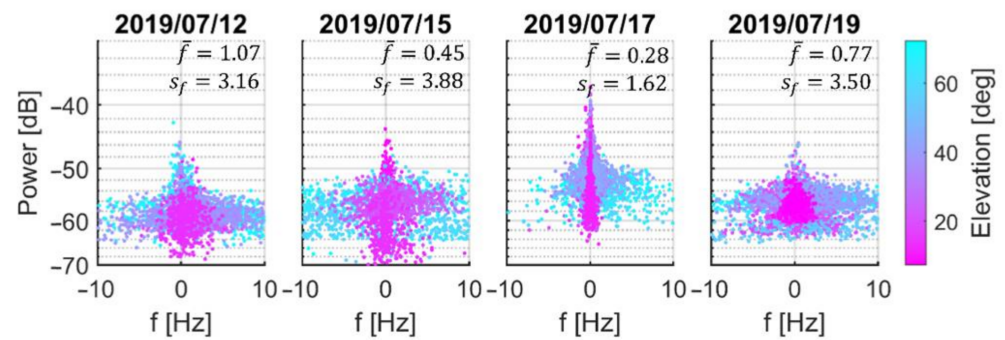 2019/07/12 2019/07/15 2019/07/17 2019/07/19
f̄ = 1.07 f̄ = 0.45 f̄ = 0.28 f̄ = 0.77
s_f = 3.16 s_f = 3.88 s_f = 1.62 s_f = 3.50
Power [dB]
−40
−50
−60
−70
−10 0 10 −10 0 10 −10 0 10 −10 0 10
f [Hz] f [Hz] f [Hz] f [Hz]
60
40
20
Elevation [deg]